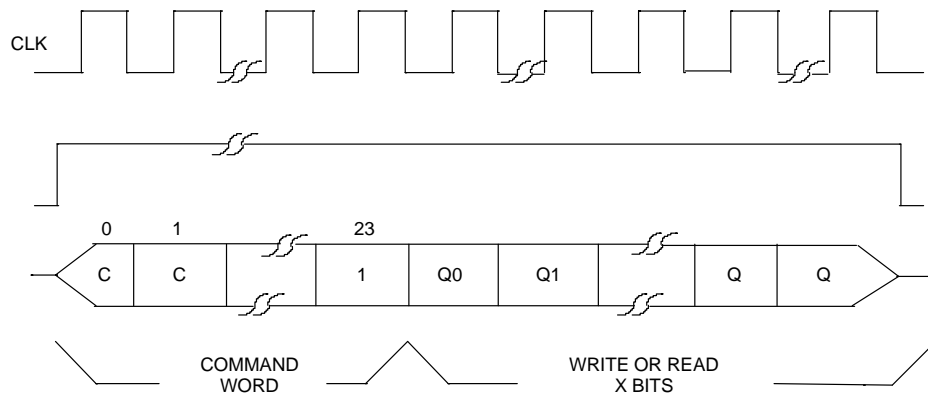 CLK
0 1 23
C C 1 Q0 Q1 Q Q
COMMAND
WORD
WRITE OR READ
X BITS